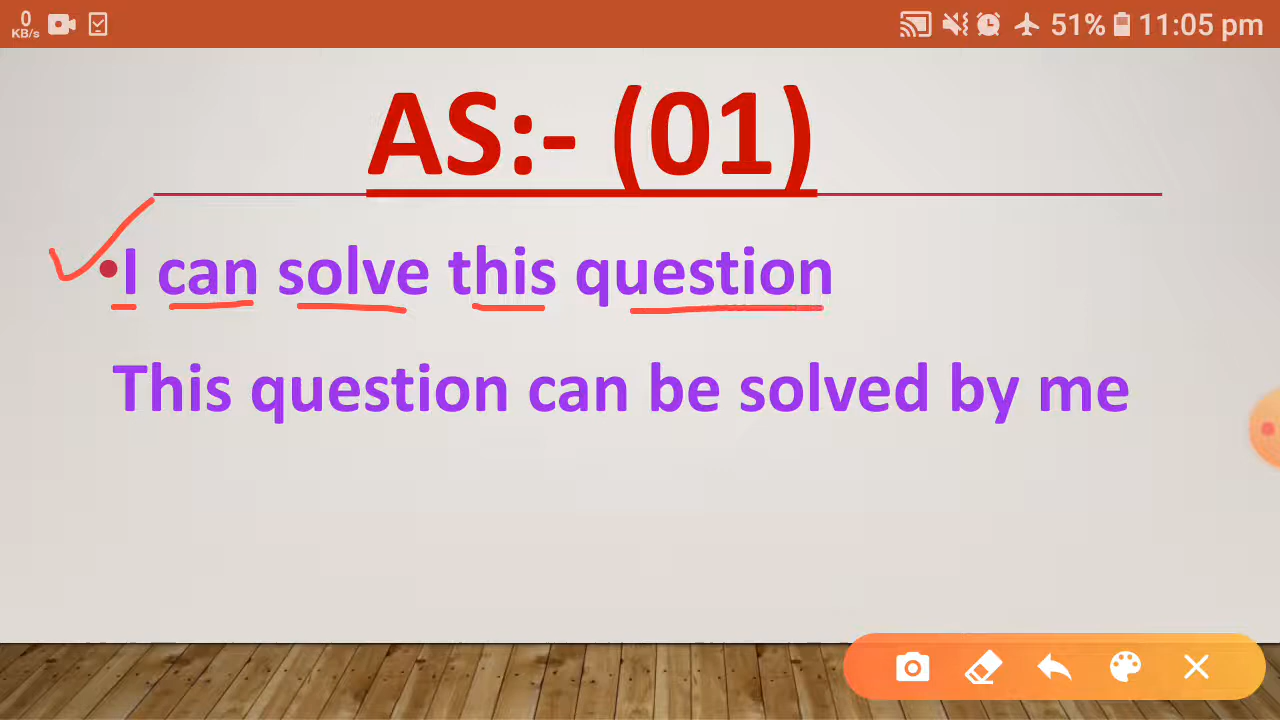 0
KB/s
51% 11:05 pm
AS:- (01)
•I can solve this question
This question can be solved by me